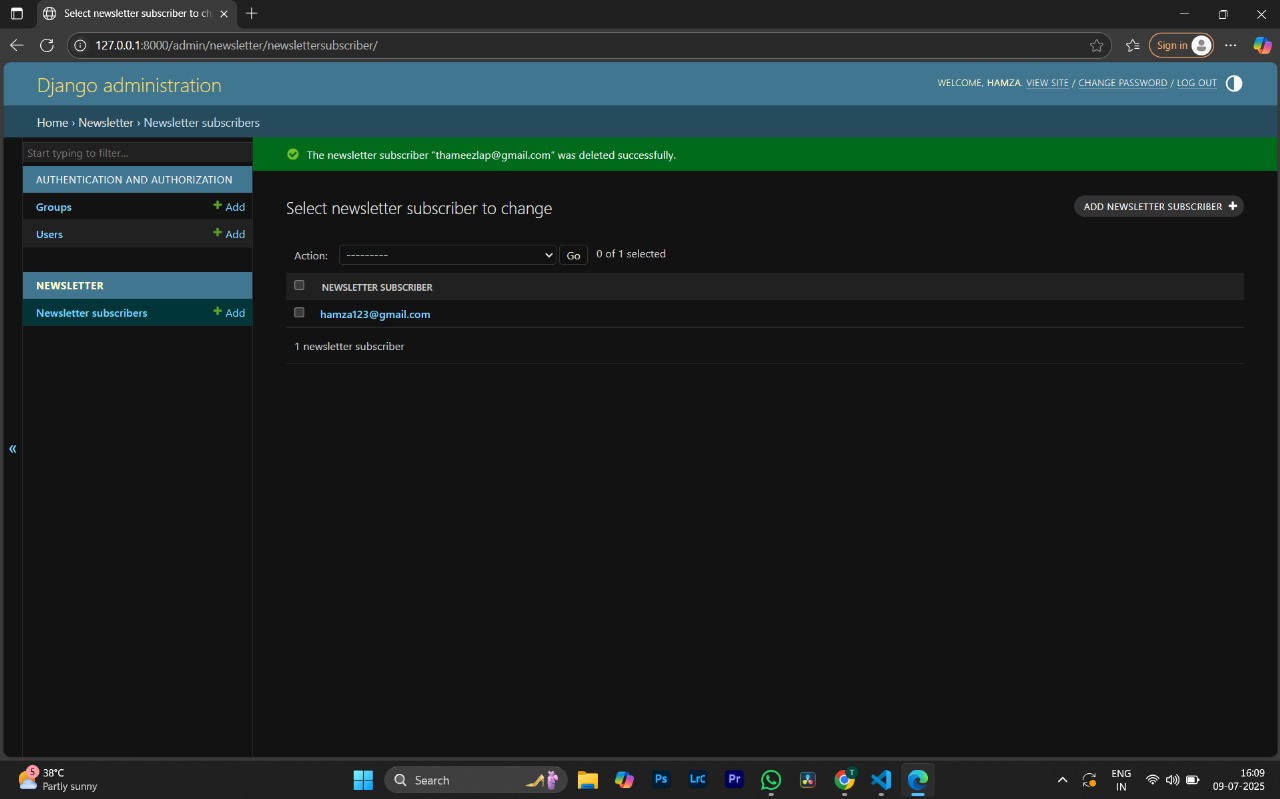 Select newsletter subscriber to ch
127.0.0.1:8000/admin/newsletter/newslettersubscriber/
Sign in
Django administration
WELCOME, HAMZA. VIEW SITE / CHANGE PASSWORD / LOG OUT
Home › Newsletter › Newsletter subscribers
Start typing to filter...
AUTHENTICATION AND AUTHORIZATION
Groups + Add
Users + Add
NEWSLETTER
Newsletter subscribers + Add
«
The newsletter subscriber “thameezlap@gmail.com” was deleted successfully.
Select newsletter subscriber to change
ADD NEWSLETTER SUBSCRIBER +
Action: --------- Go 0 of 1 selected
NEWSLETTER SUBSCRIBER
hamza123@gmail.com
1 newsletter subscriber
5
38°C
Partly sunny
Search
Ps
LrC
Pr
T
ENG
IN
16:09
09-07-2025